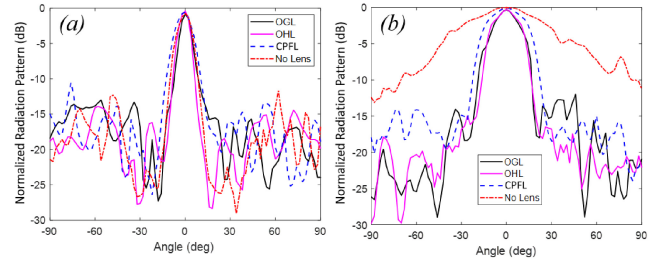 (a)
OGL
OHL
CPFL
No Lens
Normalized Radiation Pattern (dB)
0
-5
-10
-15
-20
-25
-30
-90
-60
-30
0
30
60
90
Angle (deg)
(b)
Normalized Radiation Pattern (dB)
0
-5
-10
-15
-20
-25
-30
OGL
OHL
CPFL
No Lens
-90
-60
-30
0
30
60
90
Angle (deg)